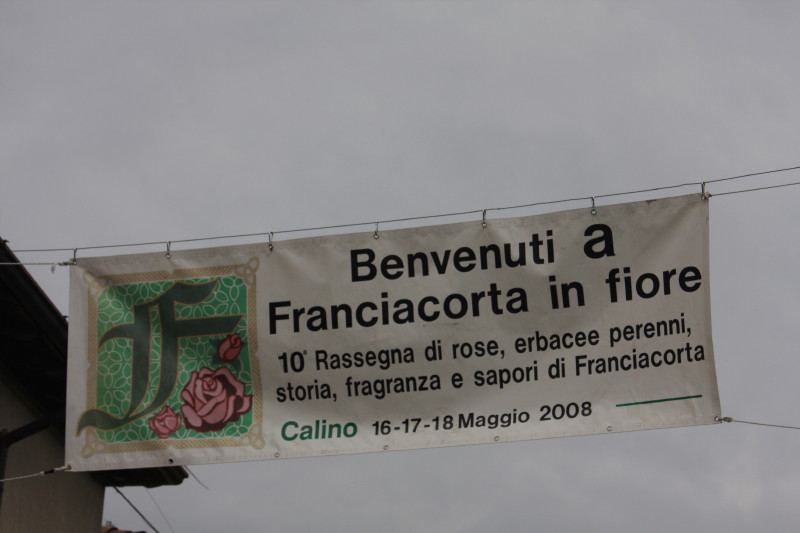 Benvenuti a
Franciacorta in fiore
10ª Rassegna di rose, erbacee perenni,
storia, fragranza e sapori di Franciacorta
Calino 16-17-18 Maggio 2008
F